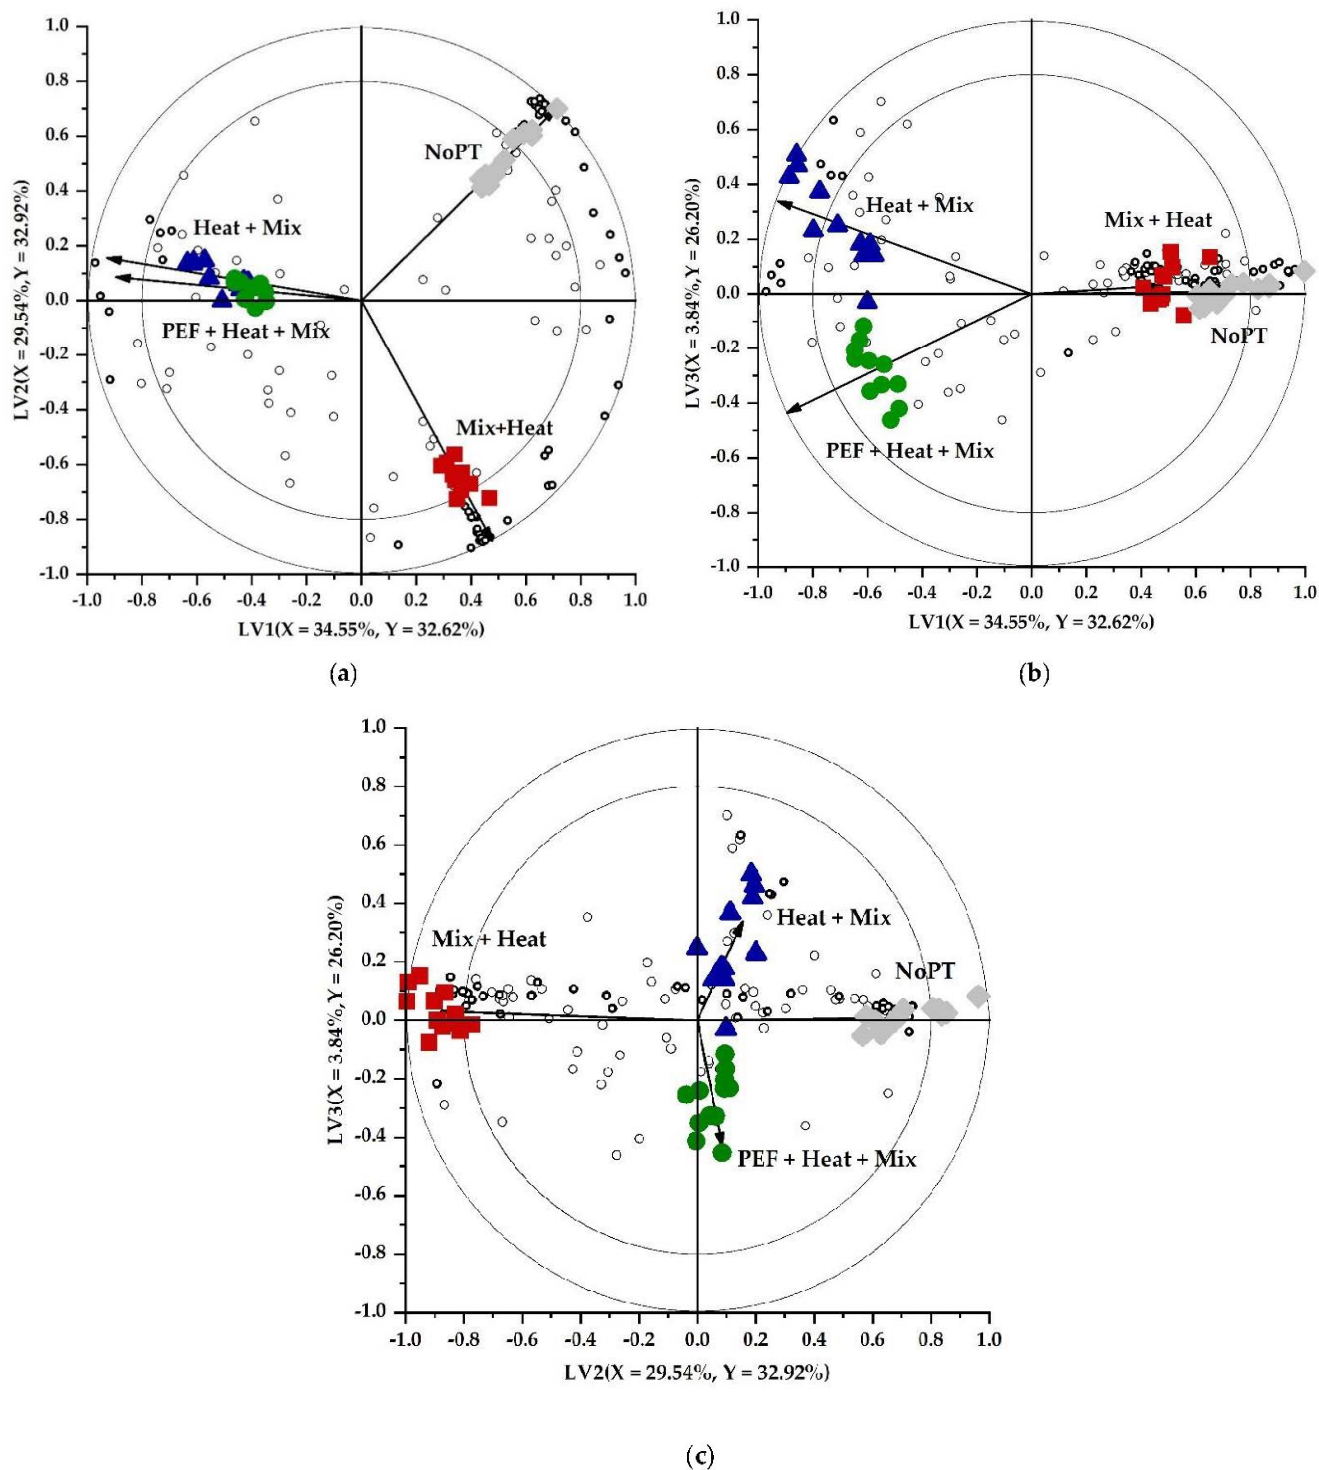 1.0
0.8
0.6
0.4
0.2
0.0
-0.2
-0.4
-0.6
-0.8
-1.0
LV2(X = 29.54%,Y = 32.92%)
NoPT
Heat + Mix
PEF + Heat + Mix
Mix+Heat
-1.0 -0.8 -0.6 -0.4 -0.2 0.0 0.2 0.4 0.6 0.8 1.0
LV1(X = 34.55%, Y = 32.62%)
(a)
1.0
0.8
0.6
0.4
0.2
0.0
-0.2
-0.4
-0.6
-0.8
-1.0
LV3(X = 3.84%,Y = 26.20%)
Heat + Mix
Mix + Heat
NoPT
PEF + Heat + Mix
-1.0 -0.8 -0.6 -0.4 -0.2 0.0 0.2 0.4 0.6 0.8 1.0
LV1(X = 34.55%, Y = 32.62%)
(b)
1.0
0.8
0.6
0.4
0.2
0.0
-0.2
-0.4
-0.6
-0.8
-1.0
LV3(X = 3.84%,Y = 26.20%)
Heat + Mix
Mix + Heat
NoPT
PEF + Heat + Mix
-1.0 -0.8 -0.6 -0.4 -0.2 0.0 0.2 0.4 0.6 0.8 1.0
LV2(X = 29.54%, Y = 32.92%)
(c)